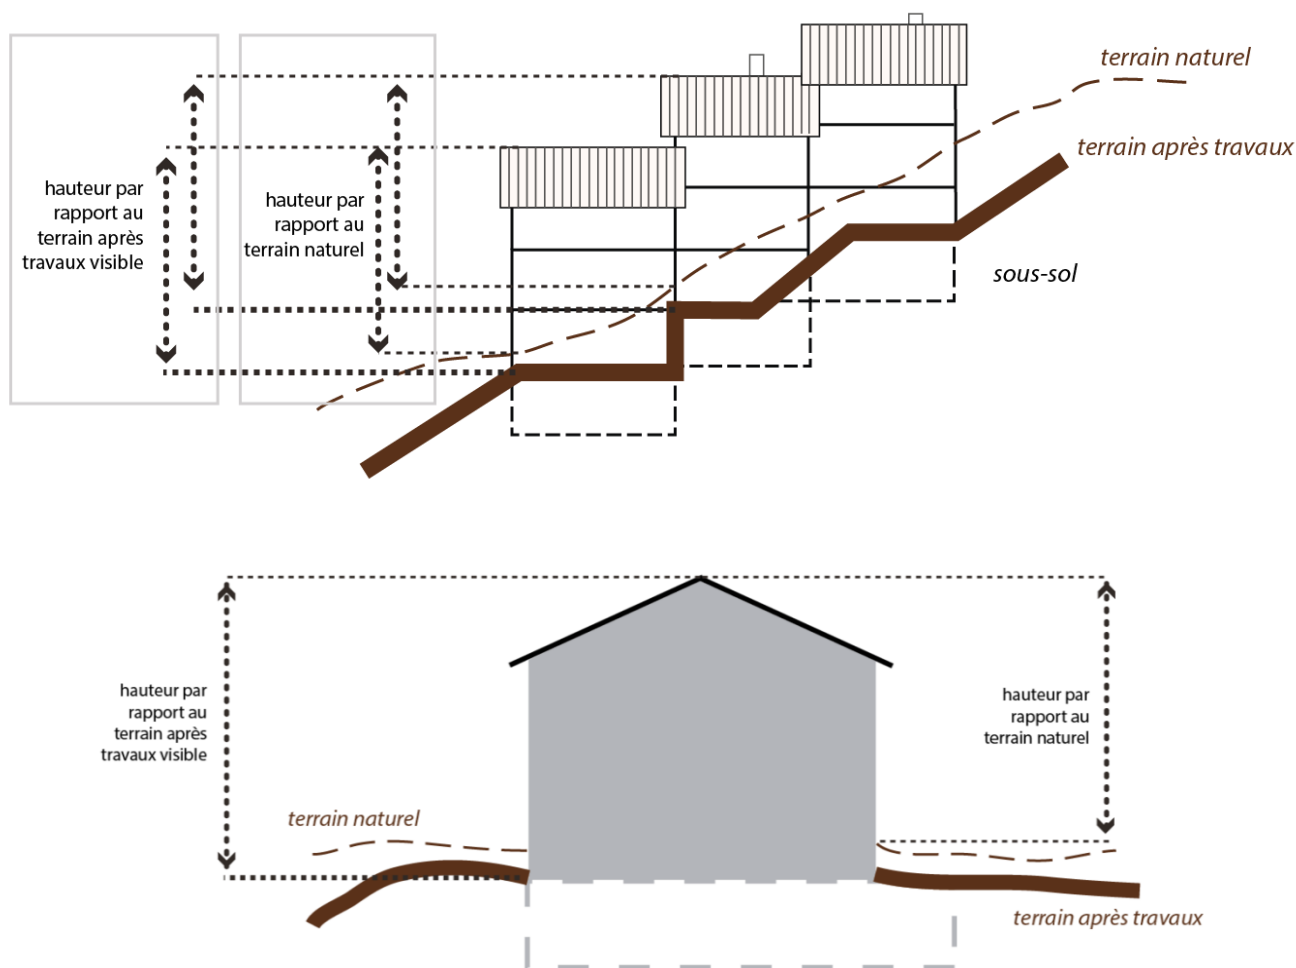 terrain naturel
terrain après travaux
hauteur par
rapport au
terrain après
travaux visible
hauteur par
rapport au
terrain naturel
sous-sol
hauteur par
rapport au
terrain après
travaux visible
hauteur par
rapport au
terrain naturel
terrain naturel
terrain après travaux